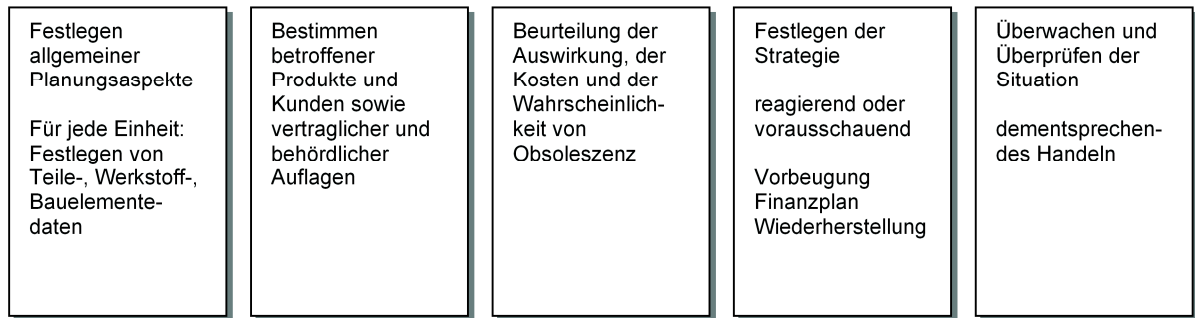 Festlegen
allgemeiner
Planungsaspekte
Für jede Einheit:
Festlegen von
Teile-, Werkstoff-,
Bauelemente-
daten
Bestimmen
betroffener
Produkte und
Kunden sowie
vertraglicher und
behördlicher
Auflagen
Beurteilung der
Auswirkung, der
Kosten und der
Wahrscheinlich-
keit von
Obsoleszenz
Festlegen der
Strategie
reagierend oder
vorausschauend
Vorbeugung
Finanzplan
Wiederherstellung
Überwachen und
Überprüfen der
Situation
dementsprechen-
des Handeln